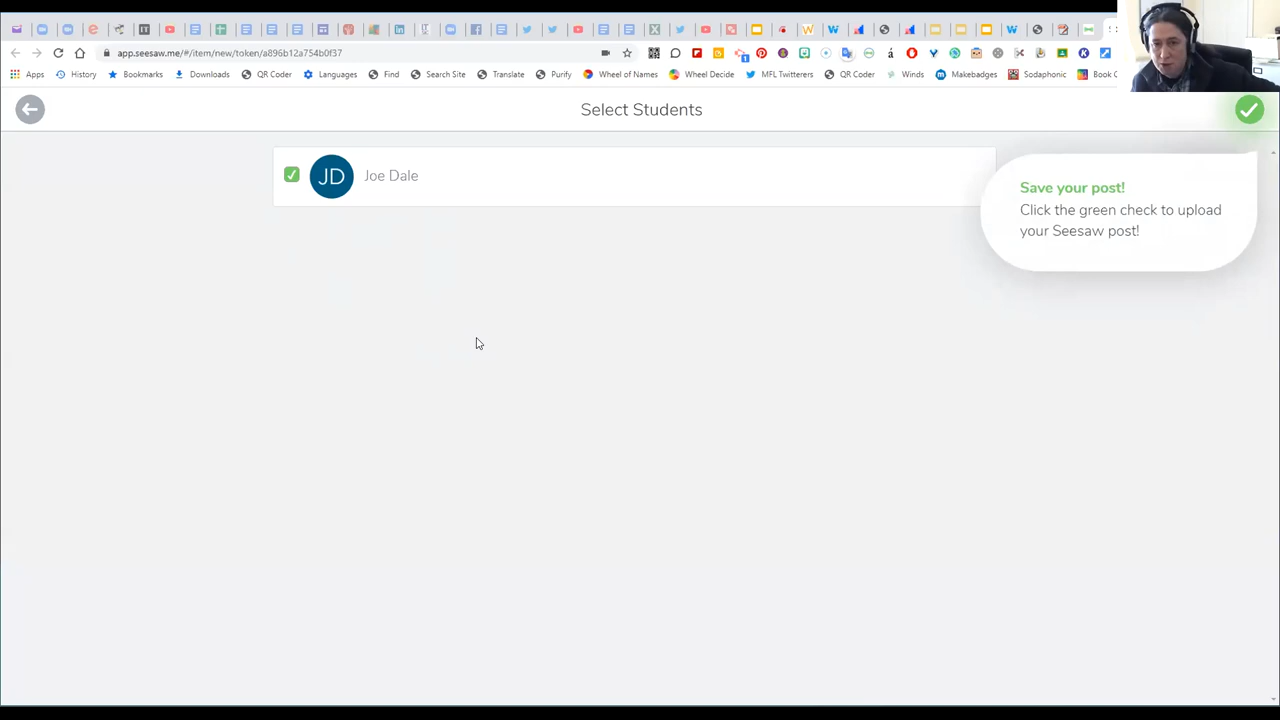 app.seesaw.me/#/item/new/token/a896b12a754b0f37
Apps History Bookmarks Downloads QR Coder Languages Find Search Site Translate Purify Wheel of Names Wheel Decide MFL Twitterers QR Coder Winds Makebadges Sodaphonic Book
Select Students
JD Joe Dale
Save your post!
Click the green check to upload
your Seesaw post!